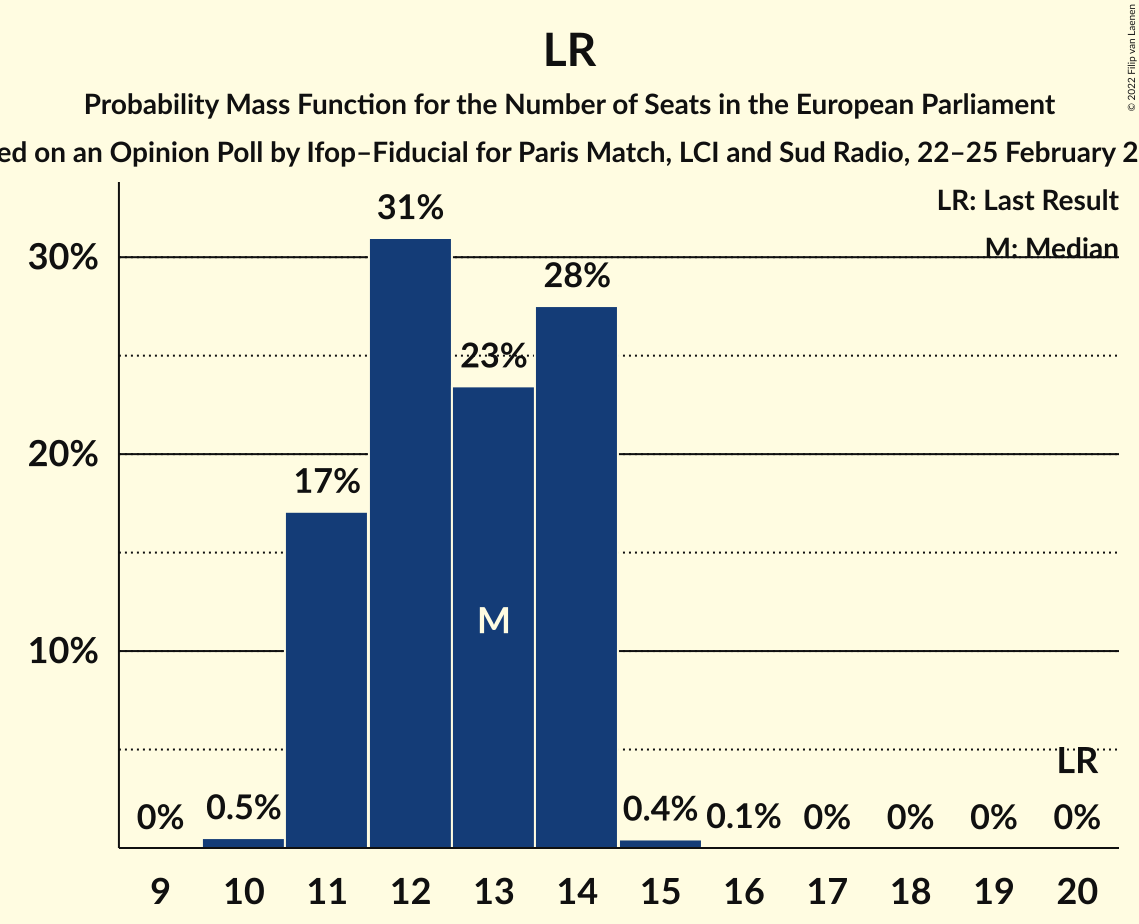 LR
Probability Mass Function for the Number of Seats in the European Parliament
ed on an Opinion Poll by Ifop–Fiducial for Paris Match, LCI and Sud Radio, 22–25 February 2
© 2022 Filip van Laenen
LR: Last Result
M: Median
30%
20%
10%
0%
0.5%
17%
31%
23%
28%
0.4%
0.1%
0%
0%
0%
0%
M
LR
9 10 11 12 13 14 15 16 17 18 19 20